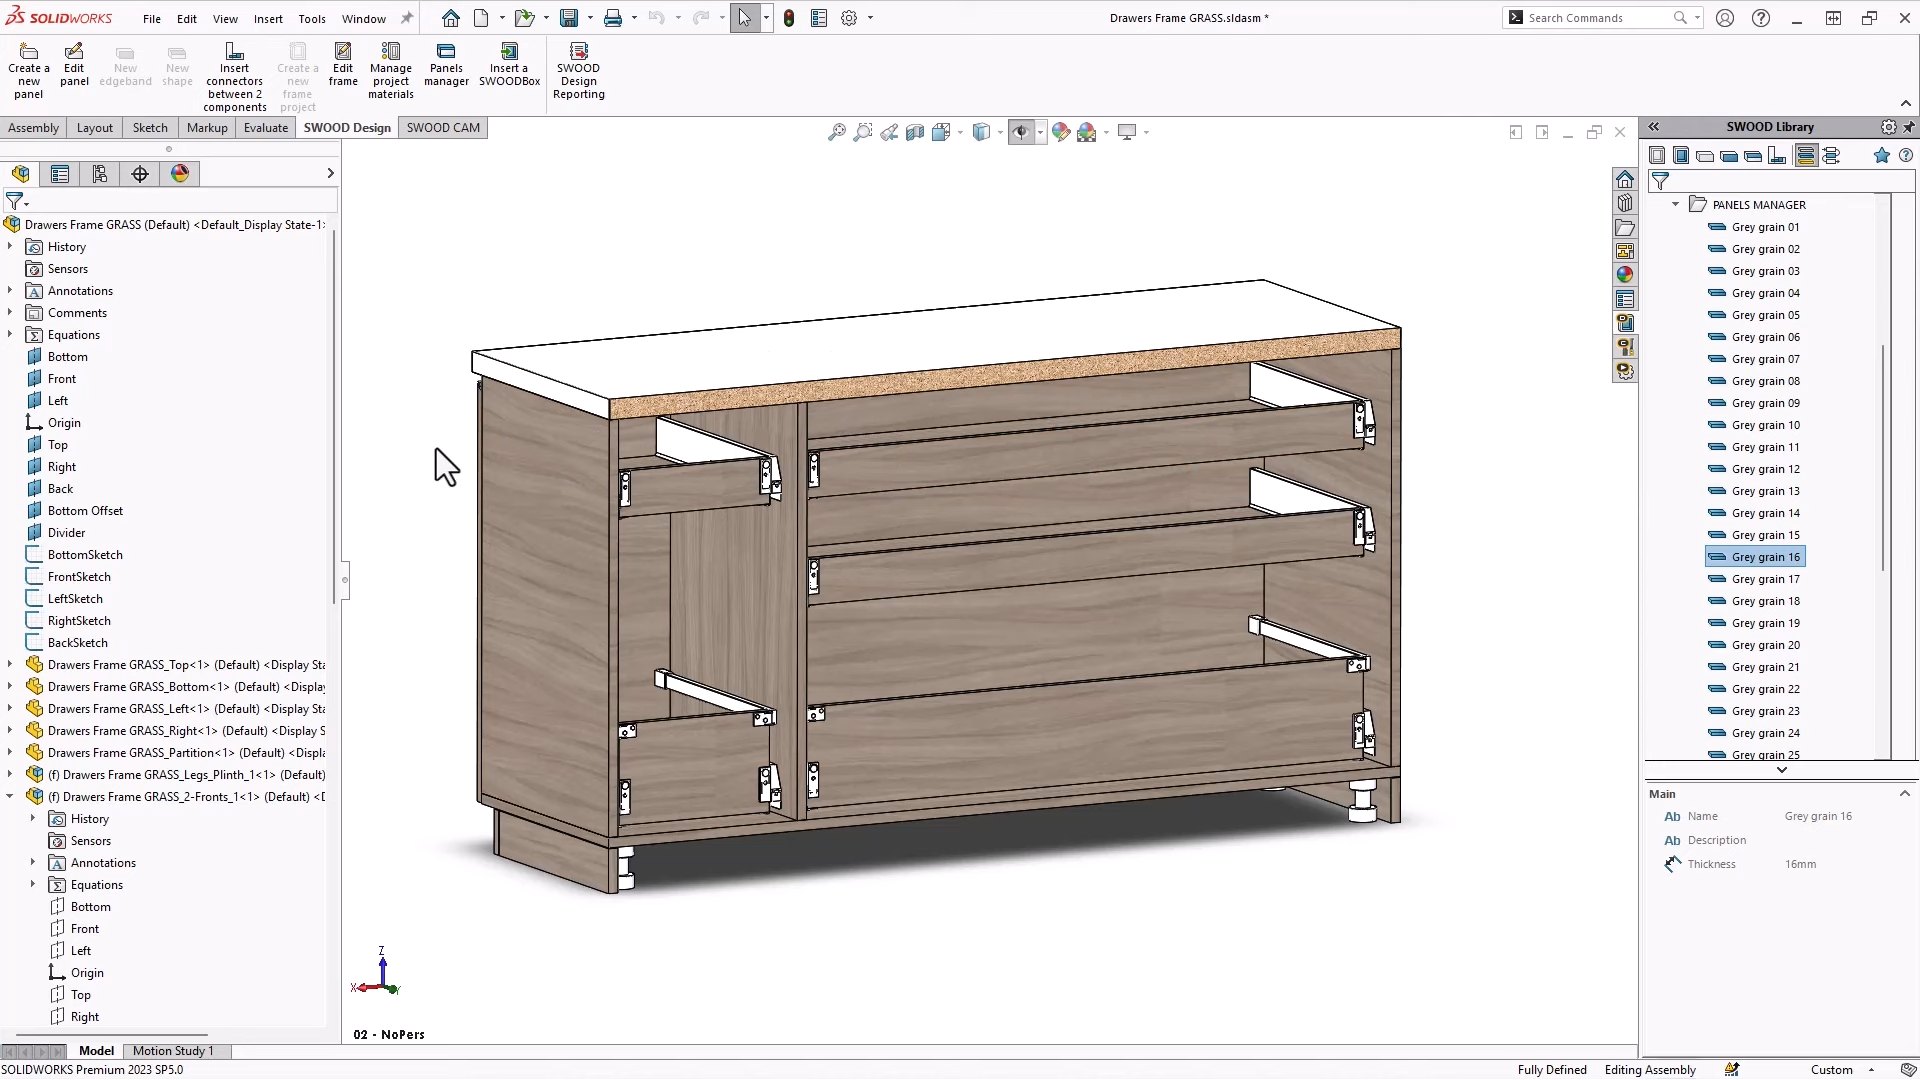 SOLIDWORKS
File
Edit
View
Insert
Tools
Window
Drawers Frame GRASS.sldasm *
Search Commands
Create a new panel
Edit panel
New edgeband
New shape
Insert connectors between 2 components
Create a new frame project
Edit frame
Manage project materials
Panels manager
Insert a SWOODBox
SWOOD Design Reporting
Assembly
Layout
Sketch
Markup
Evaluate
SWOOD Design
SWOOD CAM
Drawers Frame GRASS (Default) <Default_Display State-1>
History
Sensors
Annotations
Comments
Equations
Bottom
Front
Left
Origin
Top
Right
Back
Bottom Offset
Divider
BottomSketch
FrontSketch
LeftSketch
RightSketch
BackSketch
Drawers Frame GRASS_Top<1> (Default) <Display Sta
Drawers Frame GRASS_Bottom<1> (Default) <Display
Drawers Frame GRASS_Left<1> (Default) <Display Sta
Drawers Frame GRASS_Right<1> (Default) <Display S
Drawers Frame GRASS_Partition<1> (Default) <Displa
(f) Drawers Frame GRASS_Legs_Plinth_1<1> (Default)
(f) Drawers Frame GRASS_2-Fronts_1<1> (Default) <D
History
Sensors
Annotations
Equations
Bottom
Front
Left
Origin
Top
Right
Z
X
Y
02 - NoPers
SWOOD Library
PANELS MANAGER
Grey grain 01
Grey grain 02
Grey grain 03
Grey grain 04
Grey grain 05
Grey grain 06
Grey grain 07
Grey grain 08
Grey grain 09
Grey grain 10
Grey grain 11
Grey grain 12
Grey grain 13
Grey grain 14
Grey grain 15
Grey grain 16
Grey grain 17
Grey grain 18
Grey grain 19
Grey grain 20
Grey grain 21
Grey grain 22
Grey grain 23
Grey grain 24
Grey grain 25
Main
Ab Name Grey grain 16
Ab Description
Thickness 16mm
Model
Motion Study 1
SOLIDWORKS Premium 2023 SP5.0
Fully Defined
Editing Assembly
Custom